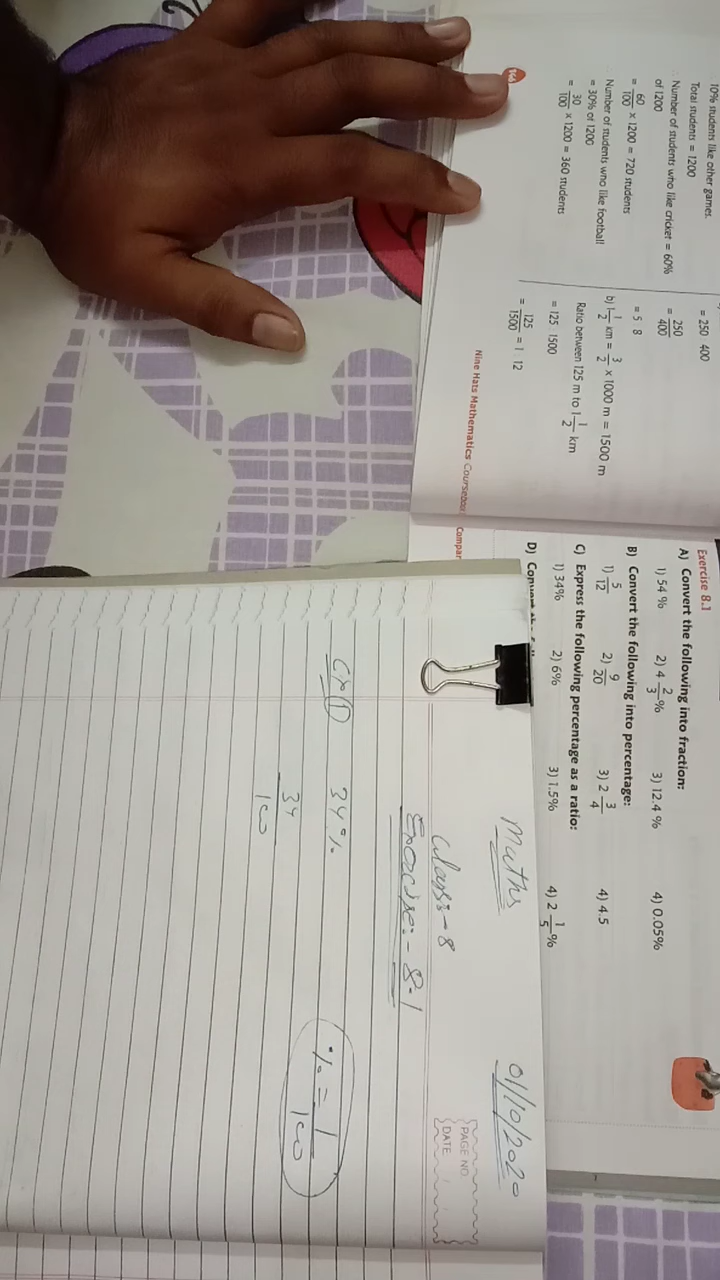 10% students like other games.
Total students = 1200
∴ Number of students who like cricket = 60%
of 1200
= 60/100 × 1200 = 720 students
Number of students who like football
= 30% of 1200
= 30/100 × 1200 = 360 students
146
= 250 400
= 250/400
= 5 8
b) 1 1/2 km = 3/2 × 1000 m = 1500 m
Ratio between 125 m to 1 1/2 km
= 125 1500
= 125/1500 = 1 12
Nine Hats Mathematics Coursebook
Compar
Exercise 8.1
A) Convert the following into fraction:
1) 54 % 2) 4 2/3 % 3) 12.4 % 4) 0.05%
B) Convert the following into percentage:
1) 5/12 2) 9/20 3) 2 3/4 4) 4.5
C) Express the following percentage as a ratio:
1) 34% 2) 6% 3) 1.5% 4) 2 1/5 %
D)
Maths 01/10/2020
PAGE NO
DATE
Class:- 8
Exercise:- 8.1
C) ① 34% % = 1/100
34/100